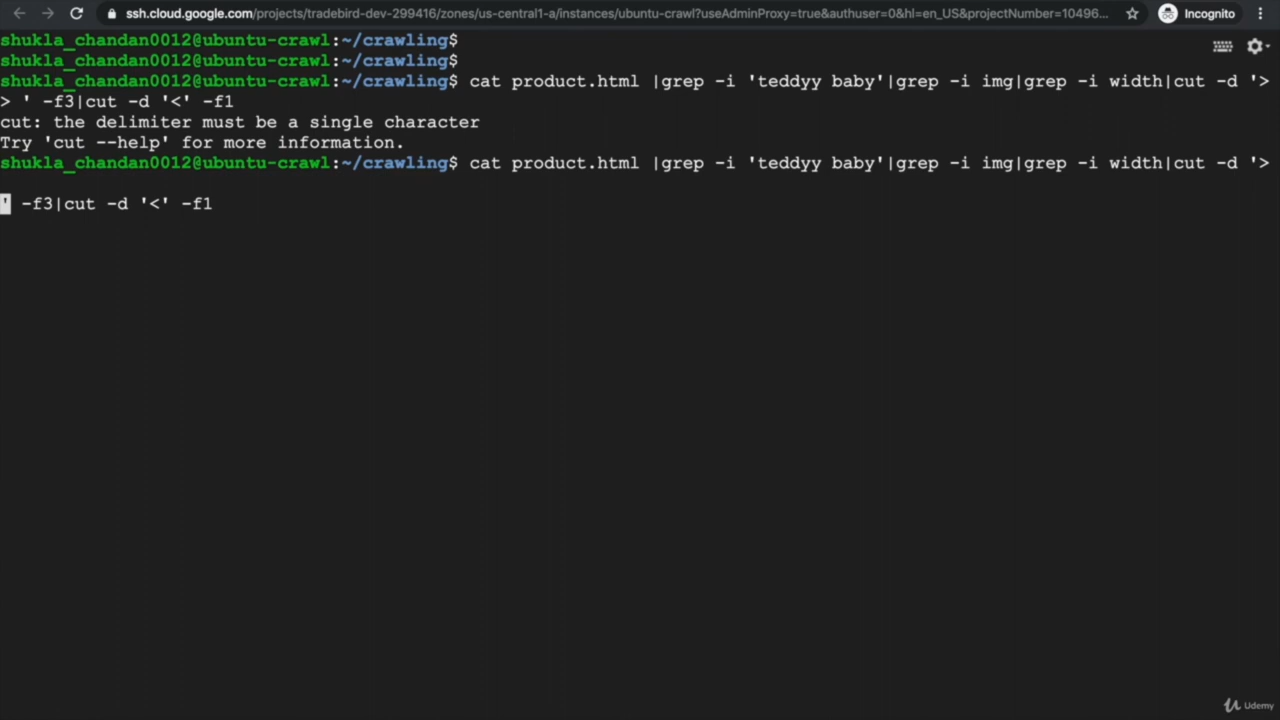 ssh.cloud.google.com/projects/tradebird-dev-299416/zones/us-central1-a/instances/ubuntu-crawl?useAdminProxy=true&authuser=0&hl=en_US&projectNumber=10496...
Incognito
shukla_chandan0012@ubuntu-crawl:~/crawling$
shukla_chandan0012@ubuntu-crawl:~/crawling$
shukla_chandan0012@ubuntu-crawl:~/crawling$ cat product.html |grep -i 'teddyy baby'|grep -i img|grep -i width|cut -d '>
> ' -f3|cut -d '<' -f1
cut: the delimiter must be a single character
Try 'cut --help' for more information.
shukla_chandan0012@ubuntu-crawl:~/crawling$ cat product.html |grep -i 'teddyy baby'|grep -i img|grep -i width|cut -d '>
' -f3|cut -d '<' -f1
Udemy